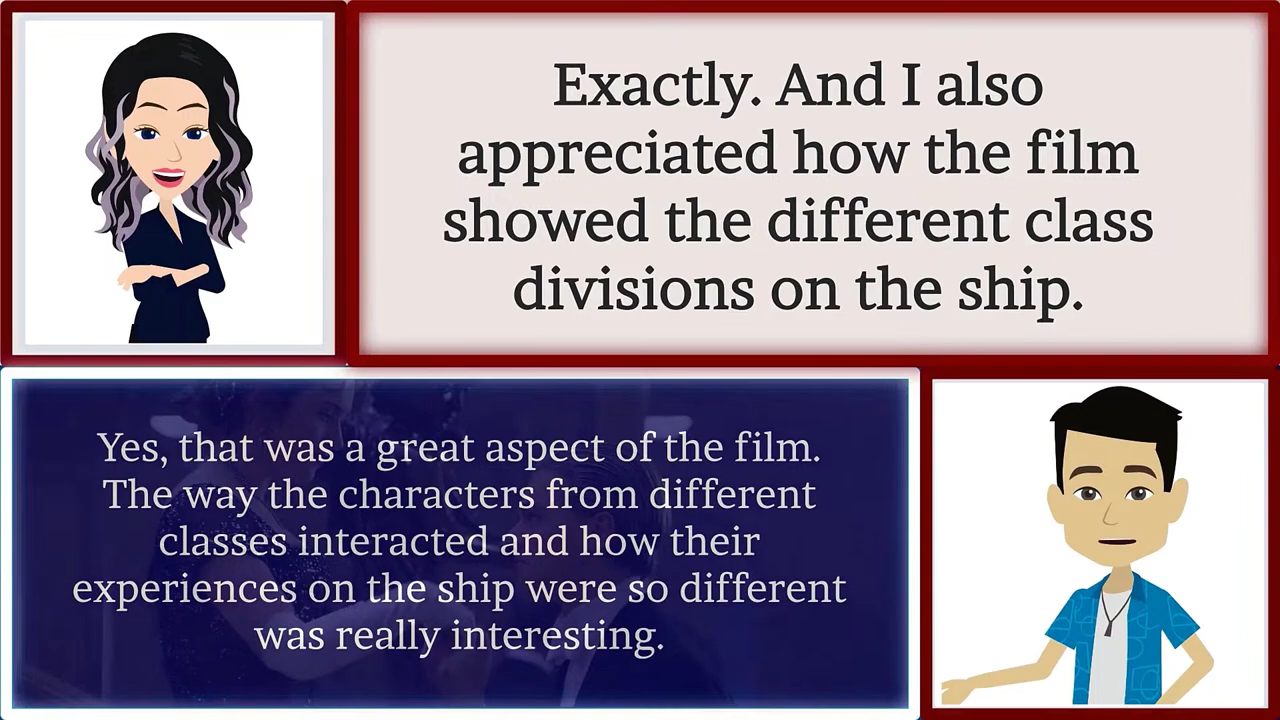 Exactly. And I also
appreciated how the film
showed the different class
divisions on the ship.
Yes, that was a great aspect of the film.
The way the characters from different
classes interacted and how their
experiences on the ship were so different
was really interesting.